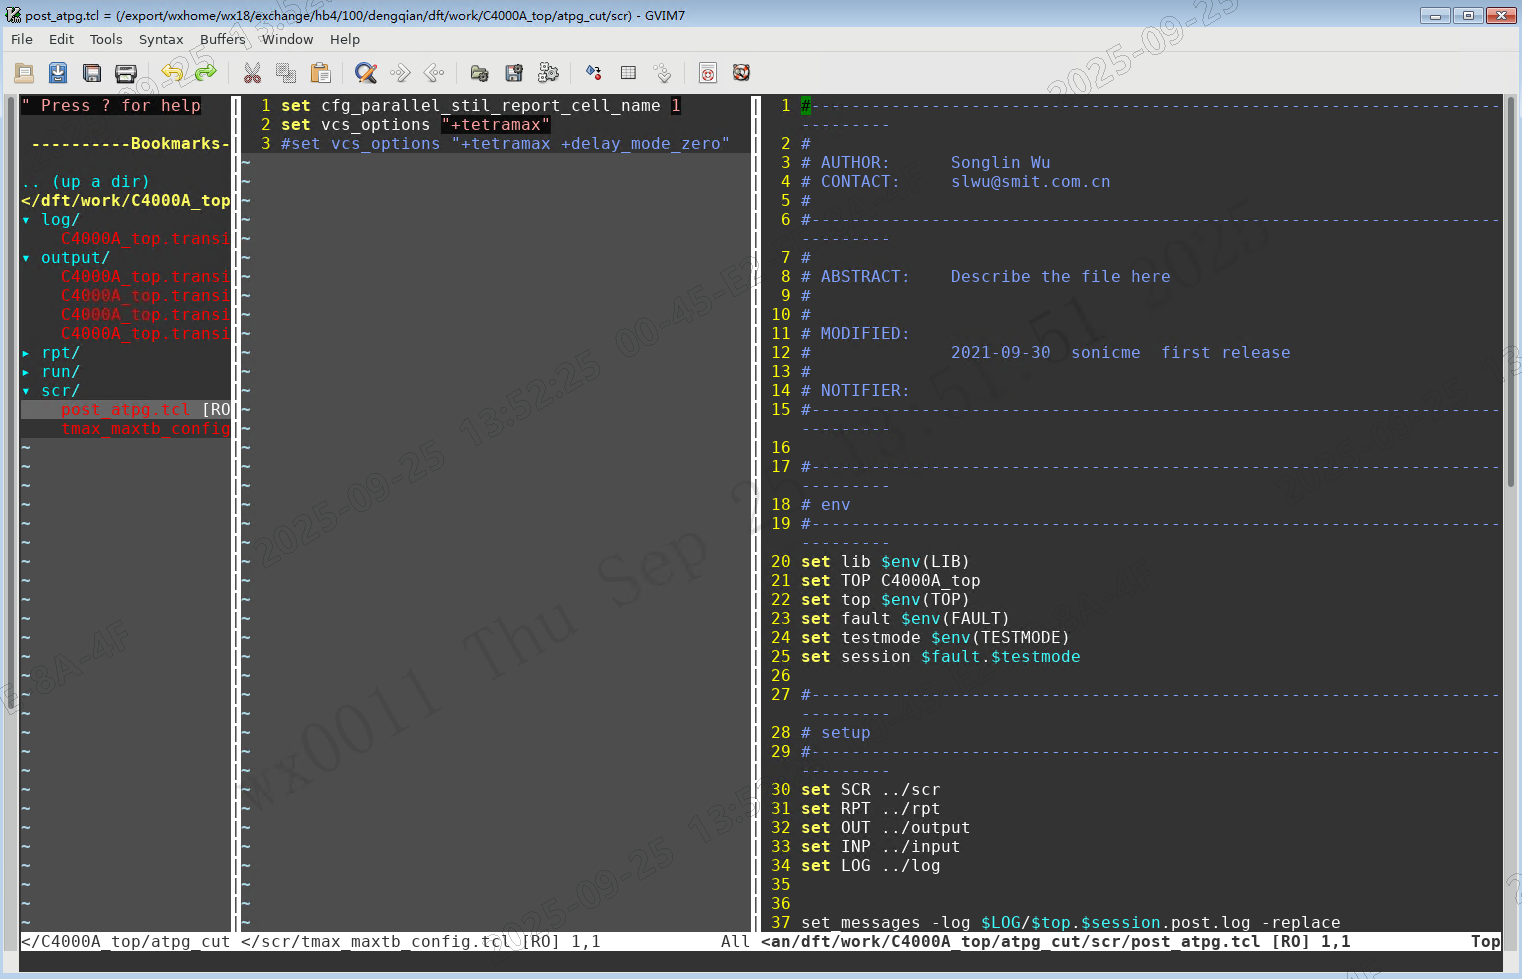 post_atpg.tcl = (/export/wxhome/wx18/exchange/hb4/100/dengqian/dft/work/C4000A_top/atpg_cut/scr) - GVIM7
File Edit Tools Syntax Buffers Window Help
" Press ? for help
----------Bookmarks-
.. (up a dir)
</dft/work/C4000A_top
▾ log/
C4000A_top.transi
▾ output/
C4000A_top.transi
C4000A_top.transi
C4000A_top.transi
C4000A_top.transi
▸ rpt/
▸ run/
▾ scr/
post_atpg.tcl [RO
tmax_maxtb_config
</C4000A_top/atpg_cut
1 set cfg_parallel_stil_report_cell_name 1
2 set vcs_options "+tetramax"
3 #set vcs_options "+tetramax +delay_mode_zero"
</scr/tmax_maxtb_config.tcl [RO] 1,1 All
1 #------------------------------------------------------------------------------
2 #
3 # AUTHOR: Songlin Wu
4 # CONTACT: slwu@smit.com.cn
5 #
6 #------------------------------------------------------------------------------
7 #
8 # ABSTRACT: Describe the file here
9 #
10 #
11 # MODIFIED:
12 # 2021-09-30 sonicme first release
13 #
14 # NOTIFIER:
15 #------------------------------------------------------------------------------
16
17 #------------------------------------------------------------------------------
18 # env
19 #------------------------------------------------------------------------------
20 set lib $env(LIB)
21 set TOP C4000A_top
22 set top $env(TOP)
23 set fault $env(FAULT)
24 set testmode $env(TESTMODE)
25 set session $fault.$testmode
26
27 #------------------------------------------------------------------------------
28 # setup
29 #------------------------------------------------------------------------------
30 set SCR ../scr
31 set RPT ../rpt
32 set OUT ../output
33 set INP ../input
34 set LOG ../log
35
36
37 set_messages -log $LOG/$top.$session.post.log -replace
<an/dft/work/C4000A_top/atpg_cut/scr/post_atpg.tcl [RO] 1,1 Top
2025-09-25 13:52:25 00-45-E2
wx0011 Thu Sep
2025